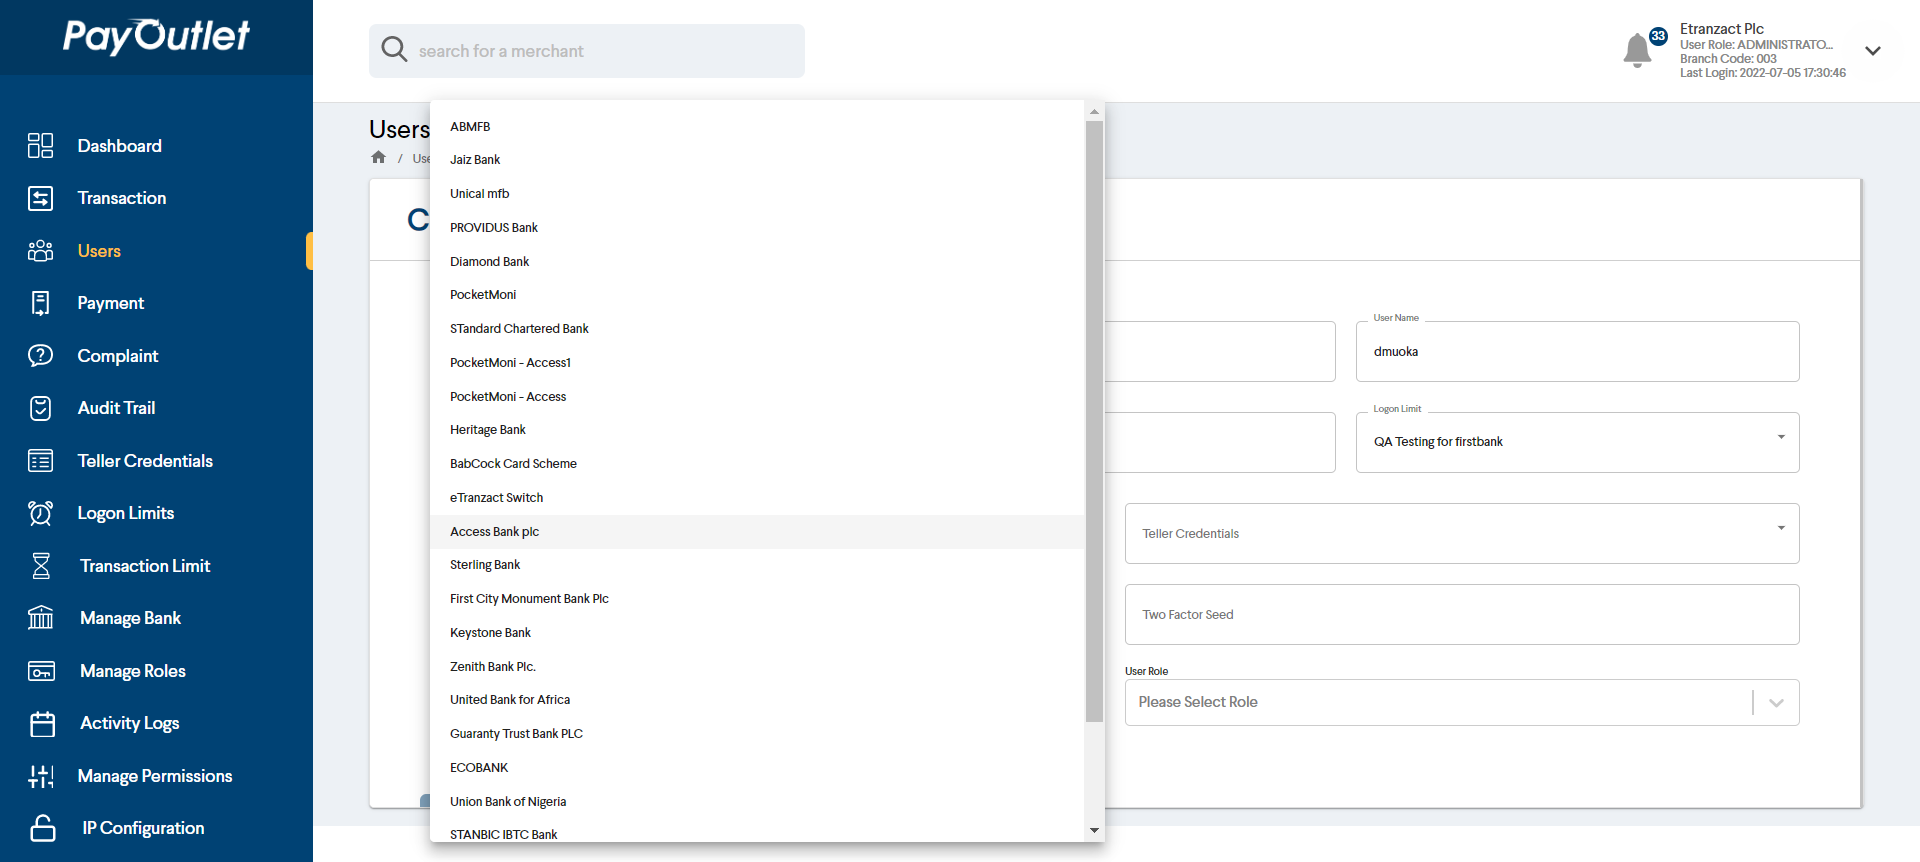 PayOutlet
search for a merchant
33
Etranzact Plc
User Role: ADMINISTRATO...
Branch Code: 003
Last Login: 2022-07-05 17:30:46
Dashboard
Transaction
Users
Payment
Complaint
Audit Trail
Teller Credentials
Logon Limits
Transaction Limit
Manage Bank
Manage Roles
Activity Logs
Manage Permissions
IP Configuration
Users
/ Use
C
ABMFB
Jaiz Bank
Unical mfb
PROVIDUS Bank
Diamond Bank
PocketMoni
STandard Chartered Bank
PocketMoni - Access1
PocketMoni - Access
Heritage Bank
BabCock Card Scheme
eTranzact Switch
Access Bank plc
Sterling Bank
First City Monument Bank Plc
Keystone Bank
Zenith Bank Plc.
United Bank for Africa
Guaranty Trust Bank PLC
ECOBANK
Union Bank of Nigeria
STANBIC IBTC Bank
User Name
dmuoka
Logon Limit
QA Testing for firstbank
Teller Credentials
Two Factor Seed
User Role
Please Select Role